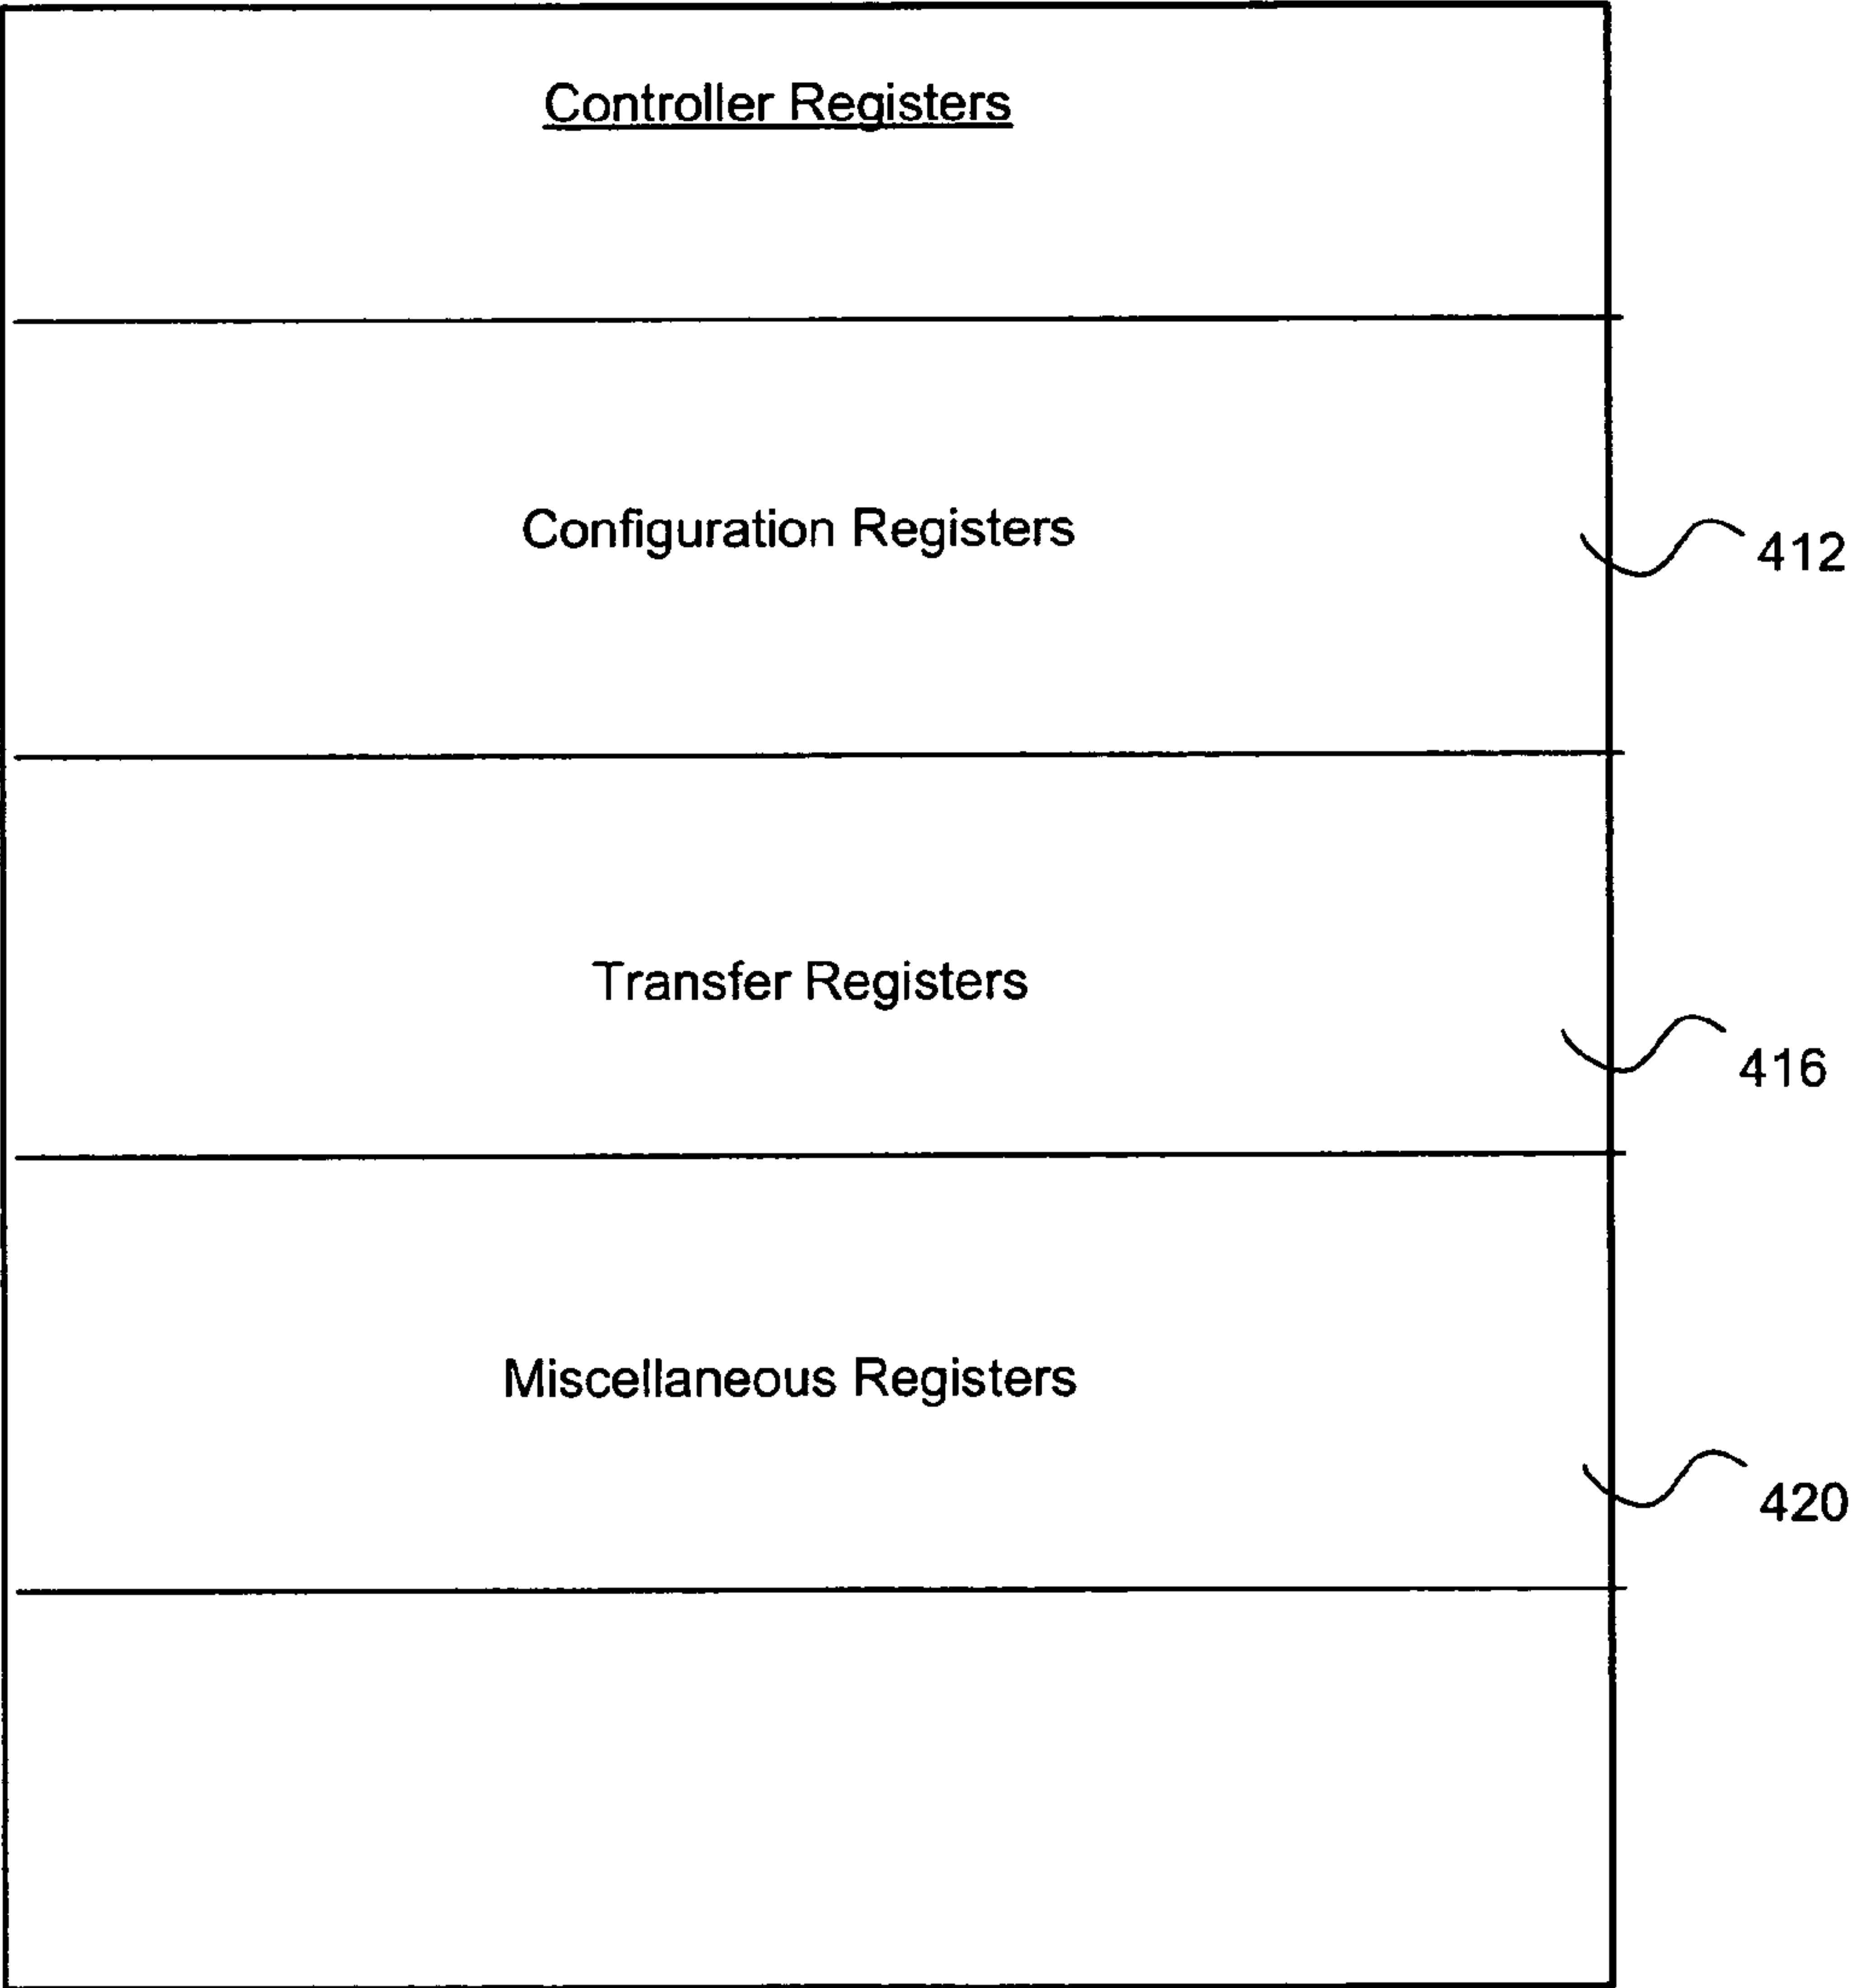 Controller Registers
Configuration Registers
412
Transfer Registers
416
Miscellaneous Registers
420